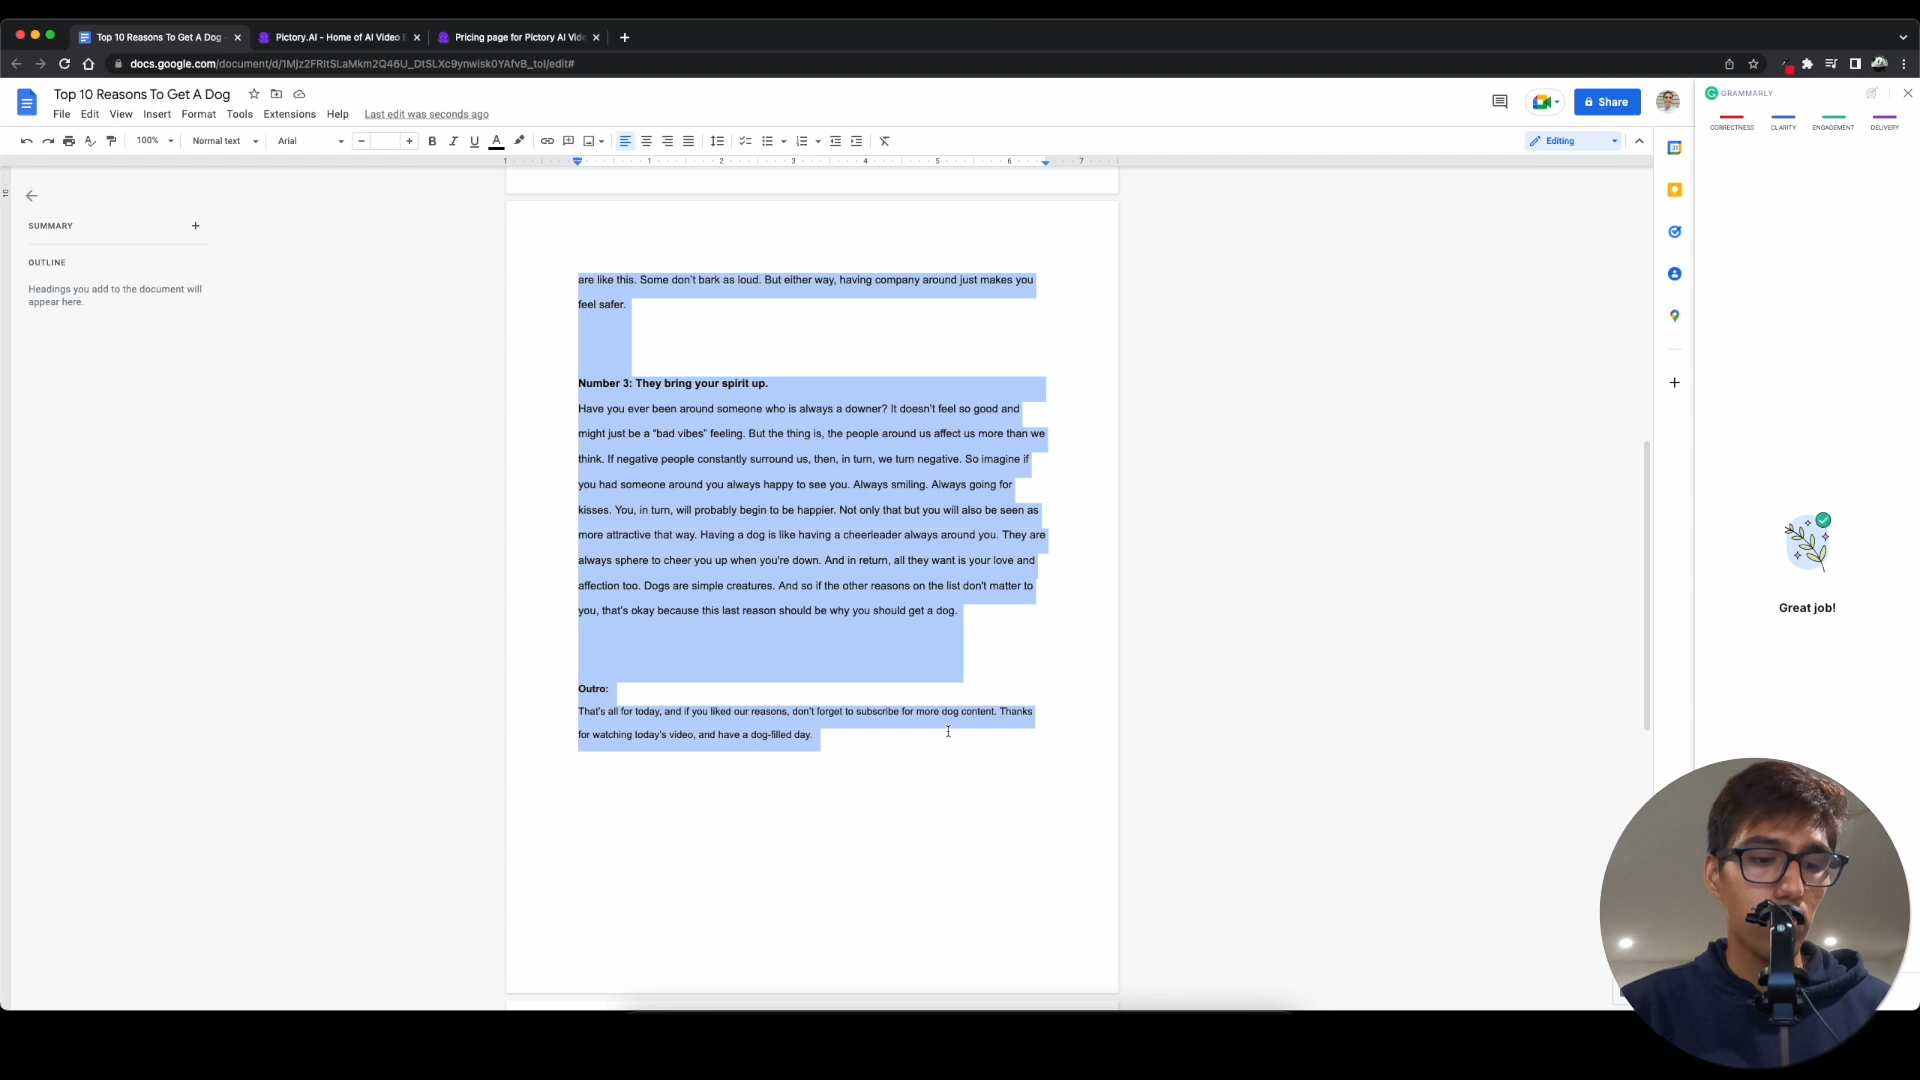 Top 10 Reasons To Get A Dog
Pictory.AI - Home of AI Video
Pricing page for Pictory AI Vid
docs.google.com/document/d/1Mjz2FRItSLaMkm2Q46U_DtSLXc9ynwisk0YAfvB_toI/edit#
Top 10 Reasons To Get A Dog
File Edit View Insert Format Tools Extensions Help Last edit was seconds ago
Share
GRAMMARLY
CORRECTNESS CLARITY ENGAGEMENT DELIVERY
100% Normal text Arial
Editing
1 1 2 3 4 5 6 7
SUMMARY
OUTLINE
Headings you add to the document will
appear here.
are like this. Some don't bark as loud. But either way, having company around just makes you
feel safer.
Number 3: They bring your spirit up.
Have you ever been around someone who is always a downer? It doesn't feel so good and
might just be a “bad vibes” feeling. But the thing is, the people around us affect us more than we
think. If negative people constantly surround us, then, in turn, we turn negative. So imagine if
you had someone around you always happy to see you. Always smiling. Always going for
kisses. You, in turn, will probably begin to be happier. Not only that but you will also be seen as
more attractive that way. Having a dog is like having a cheerleader always around you. They are
always sphere to cheer you up when you're down. And in return, all they want is your love and
affection too. Dogs are simple creatures. And so if the other reasons on the list don't matter to
you, that's okay because this last reason should be why you should get a dog.
Outro:
That's all for today, and if you liked our reasons, don't forget to subscribe for more dog content. Thanks
for watching today's video, and have a dog-filled day.
Great job!